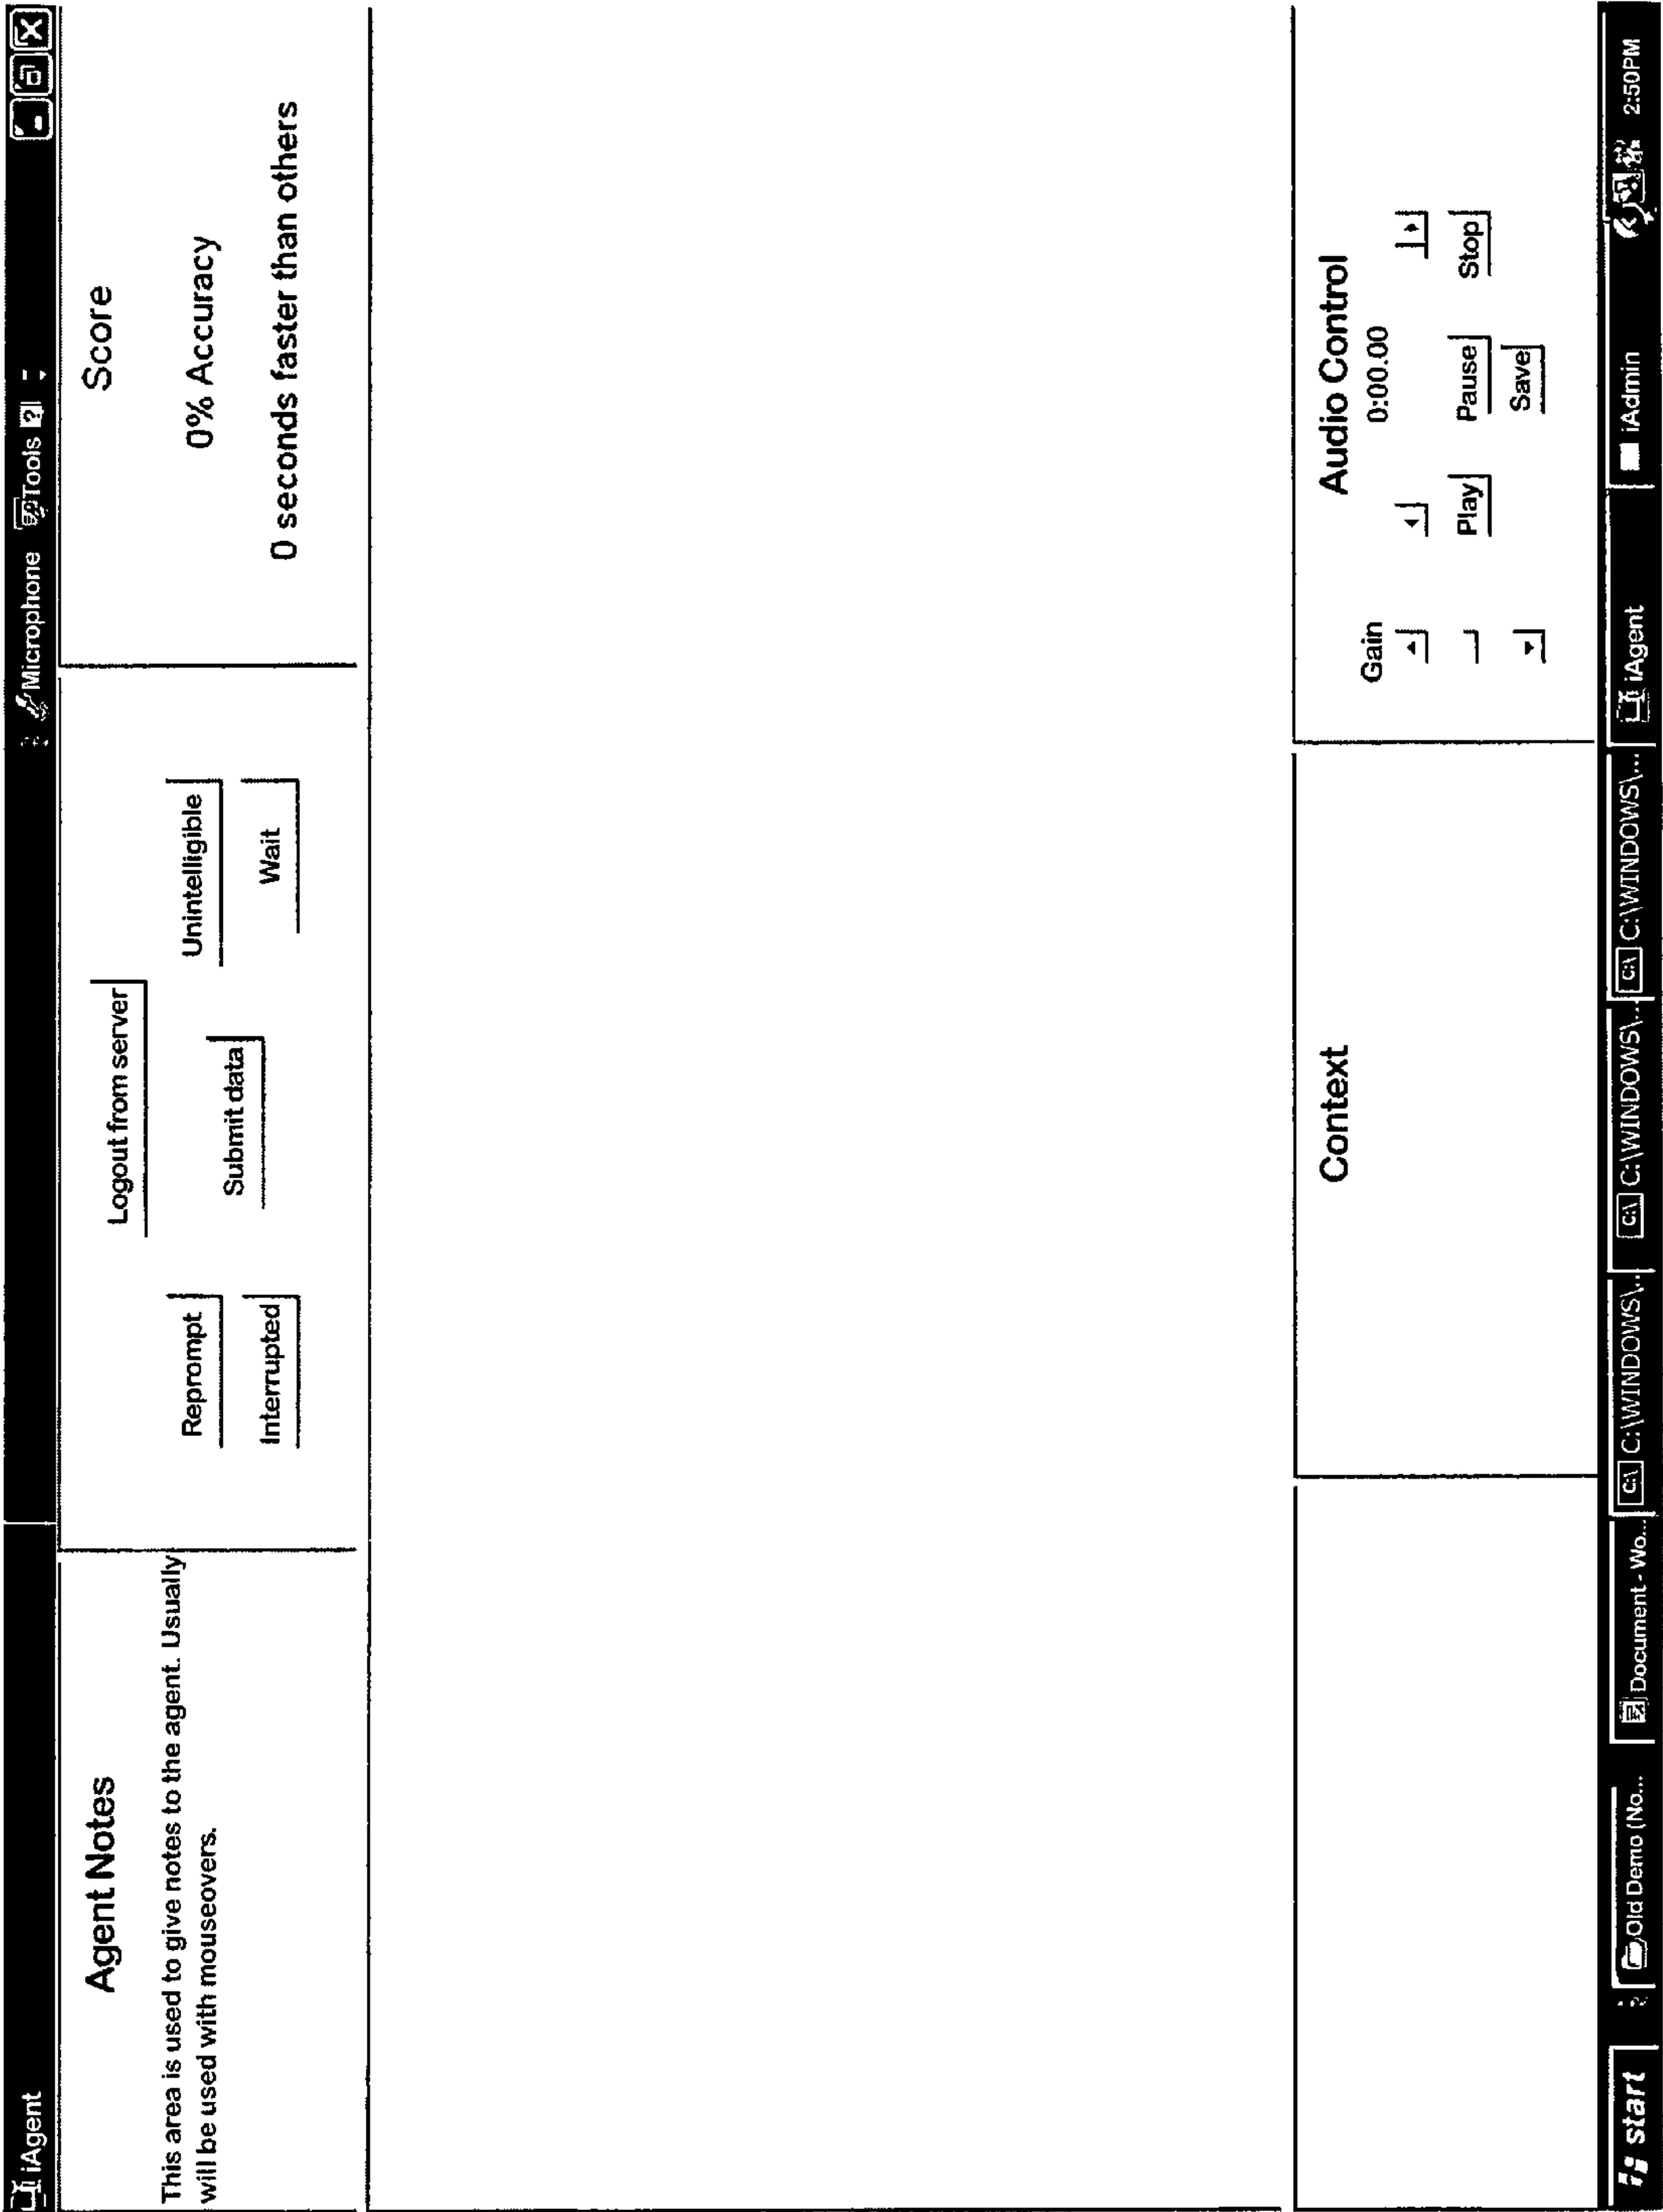 iAgent
Microphone Tools ?
Agent Notes
This area is used to give notes to the agent. Usually
will be used with mouseovers.
Logout from server
Reprompt
Submit data
Unintelligible
Interrupted
Wait
Score
0% Accuracy
0 seconds faster than others
Context
Audio Control
Gain
0:00.00
Play
Pause
Stop
Save
start
Old Demo (No...
Document - Wo...
C:\ C:\WINDOWS\...
C:\ C:\WINDOWS\...
C:\ C:\WINDOWS\...
iAgent
iAdmin
2:50PM